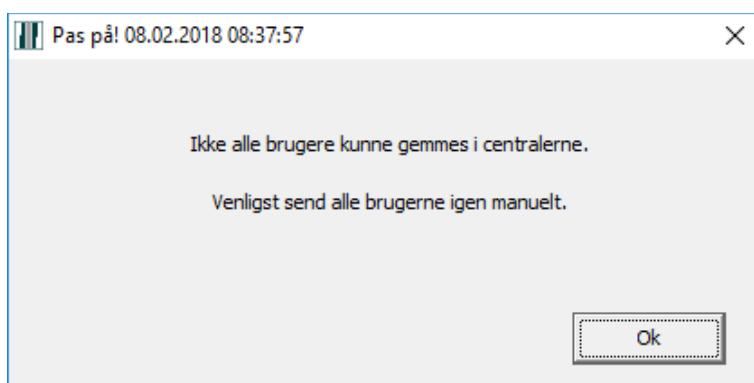 Pas på! 08.02.2018 08:37:57
Ikke alle brugere kunne gemmes i centralerne.
Venligst send alle brugerne igen manuelt.
Ok